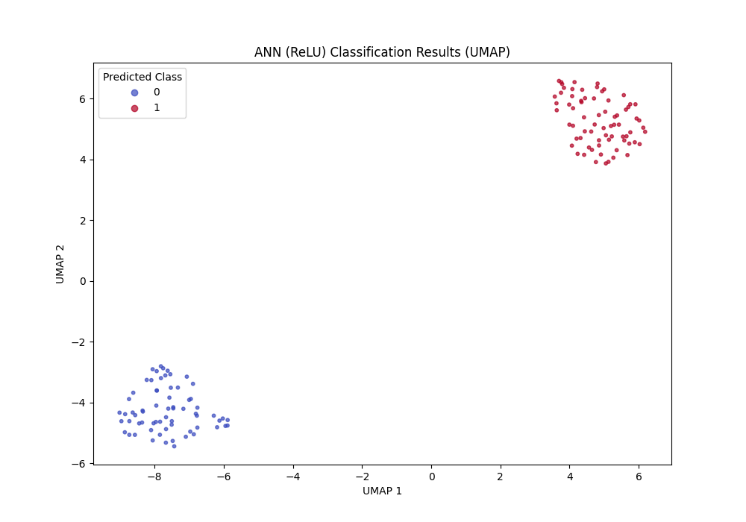 ANN (ReLU) Classification Results (UMAP)
Predicted Class
0
1
6
4
2
0
−2
−4
−6
UMAP 2
−8 −6 −4 −2 0 2 4 6
UMAP 1